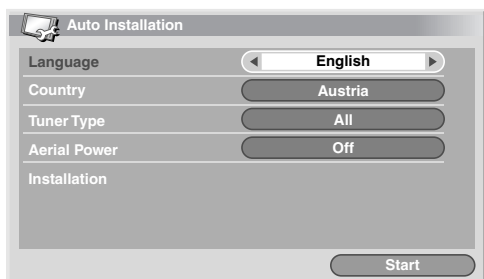 Auto Installation
Language English
Country Austria
Tuner Type All
Aerial Power Off
Installation
Start